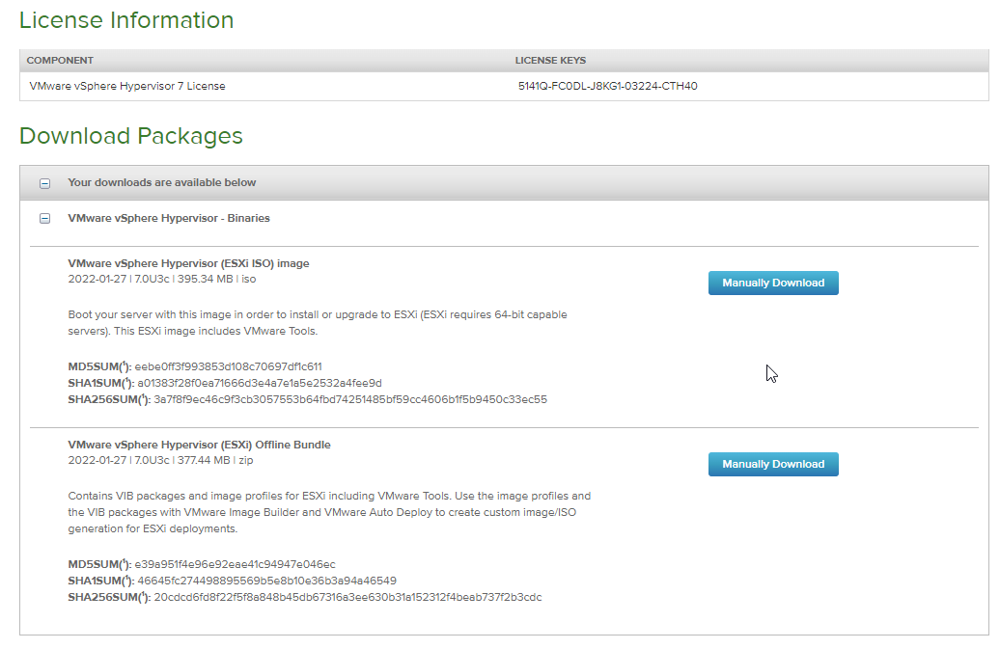 License Information
COMPONENT LICENSE KEYS
VMware vSphere Hypervisor 7 License 5141Q-FC0DL-J8KG1-03224-CTH40
Download Packages
Your downloads are available below
VMware vSphere Hypervisor - Binaries
VMware vSphere Hypervisor (ESXi ISO) image
2022-01-27 | 7.0U3c | 395.34 MB | iso
Manually Download
Boot your server with this image in order to install or upgrade to ESXi (ESXi requires 64-bit capable
servers). This ESXi image includes VMware Tools.
MD5SUM(¹): eebe0ff3f993853d108c70697df1c611
SHA1SUM(¹): a01383f28f0ea71666d3e4a7e1a5e2532a4fee9d
SHA256SUM(¹): 3a7f8f9ec46c9f3cb3057553b64fbd74251485bf59cc4606b1f5b9450c33ec55
VMware vSphere Hypervisor (ESXi) Offline Bundle
2022-01-27 | 7.0U3c | 377.44 MB | zip
Manually Download
Contains VIB packages and image profiles for ESXi including VMware Tools. Use the image profiles and
the VIB packages with VMware Image Builder and VMware Auto Deploy to create custom image/ISO
generation for ESXi deployments.
MD5SUM(¹): e39a951f4e96e92eae41c94947e046ec
SHA1SUM(¹): 46645fc274498895569b5e8b10e36b3a94a46549
SHA256SUM(¹): 20cdcd6fd8f22f5f8a848b45db67316a3ee630b31a152312f4beab737f2b3cdc